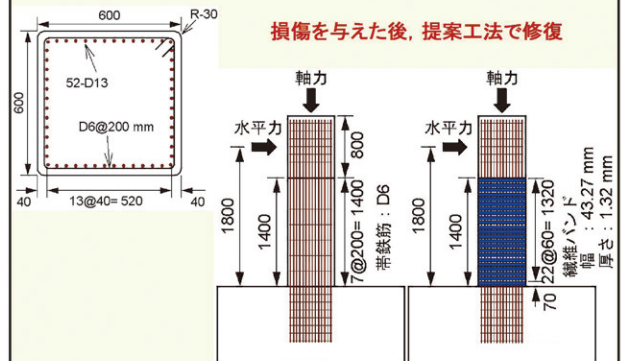 損傷を与えた後，提案工法で修復
600
R-30
600
52-D13
D6@200 mm
40
13@40= 520
40
軸力
水平力
800
1800
1400
7@200= 1400
帯鉄筋：D6
軸力
水平力
1800
1400
22@60= 1320
70
繊維バンド
幅　：43.27 mm
厚さ：1.32 mm